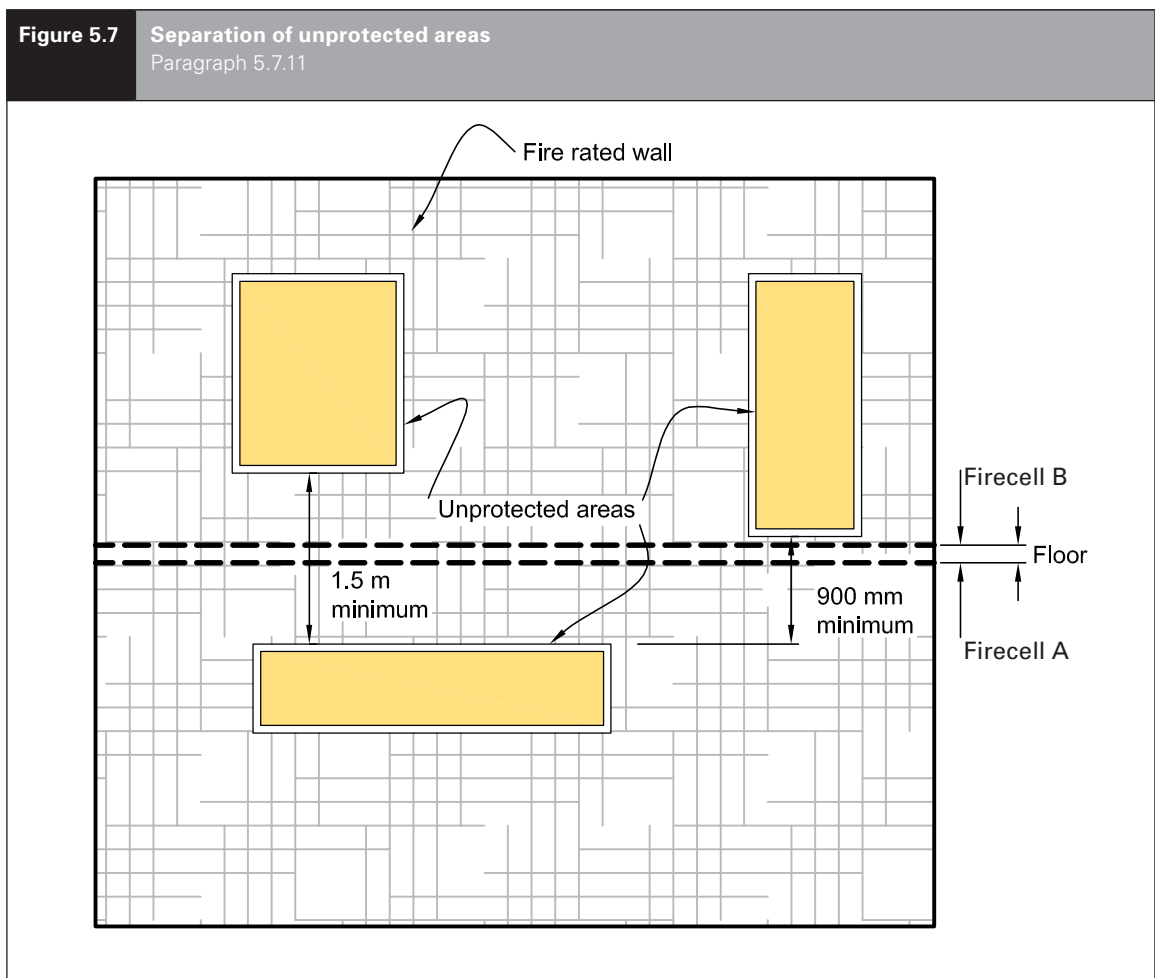 Figure 5.7
Separation of unprotected areas
Paragraph 5.7.11
Fire rated wall
Firecell B
Unprotected areas
Floor
1.5 m
minimum
900 mm
minimum
Firecell A